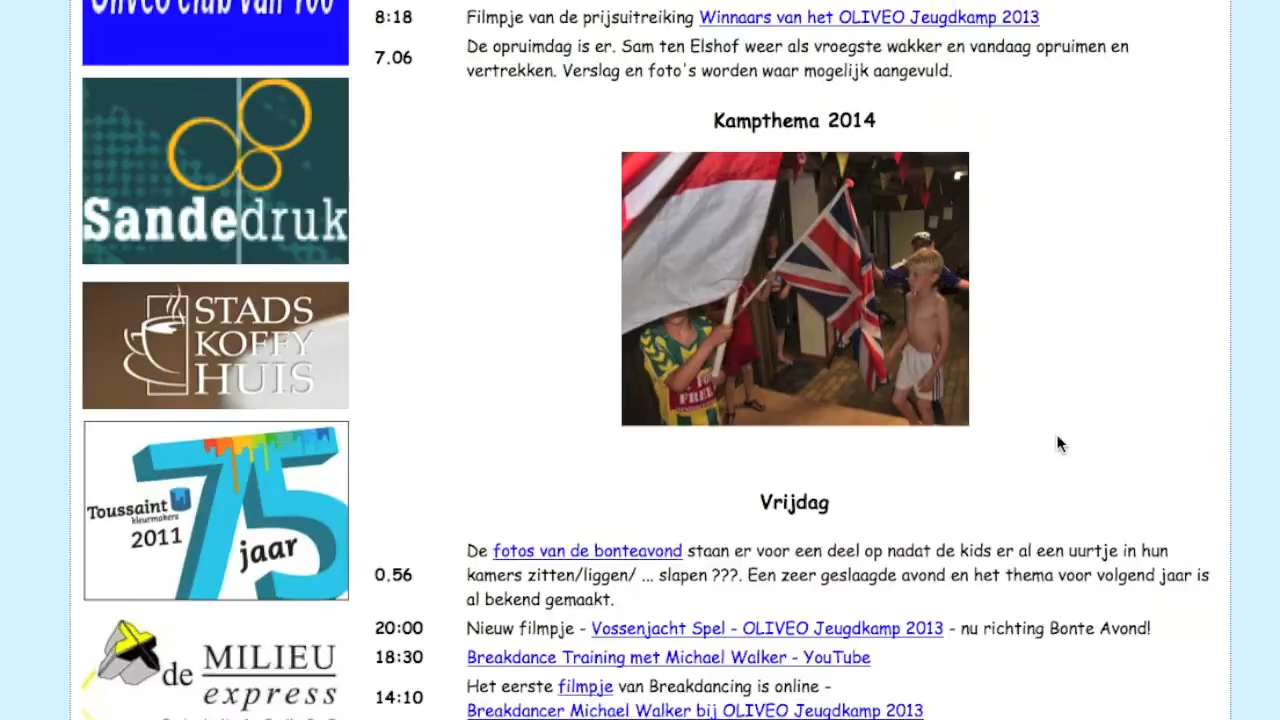 Oliveo club van 100
Sandedruk
STADS
KOFFY
HUIS
75
Toussaint
kleurmakers
2011
jaar
de MILIEU
express
8:18 Filmpje van de prijsuitreiking Winnaars van het OLIVEO Jeugdkamp 2013
7.06 De opruimdag is er. Sam ten Elshof weer als vroegste wakker en vandaag opruimen en
vertrekken. Verslag en foto's worden waar mogelijk aangevuld.
Kampthema 2014
FREE
Vrijdag
De fotos van de bonteavond staan er voor een deel op nadat de kids er al een uurtje in hun
0.56 kamers zitten/liggen/ ... slapen ???. Een zeer geslaagde avond en het thema voor volgend jaar is
al bekend gemaakt.
20:00 Nieuw filmpje - Vossenjacht Spel - OLIVEO Jeugdkamp 2013 - nu richting Bonte Avond!
18:30 Breakdance Training met Michael Walker - YouTube
14:10 Het eerste filmpje van Breakdancing is online -
Breakdancer Michael Walker bij OLIVEO Jeugdkamp 2013